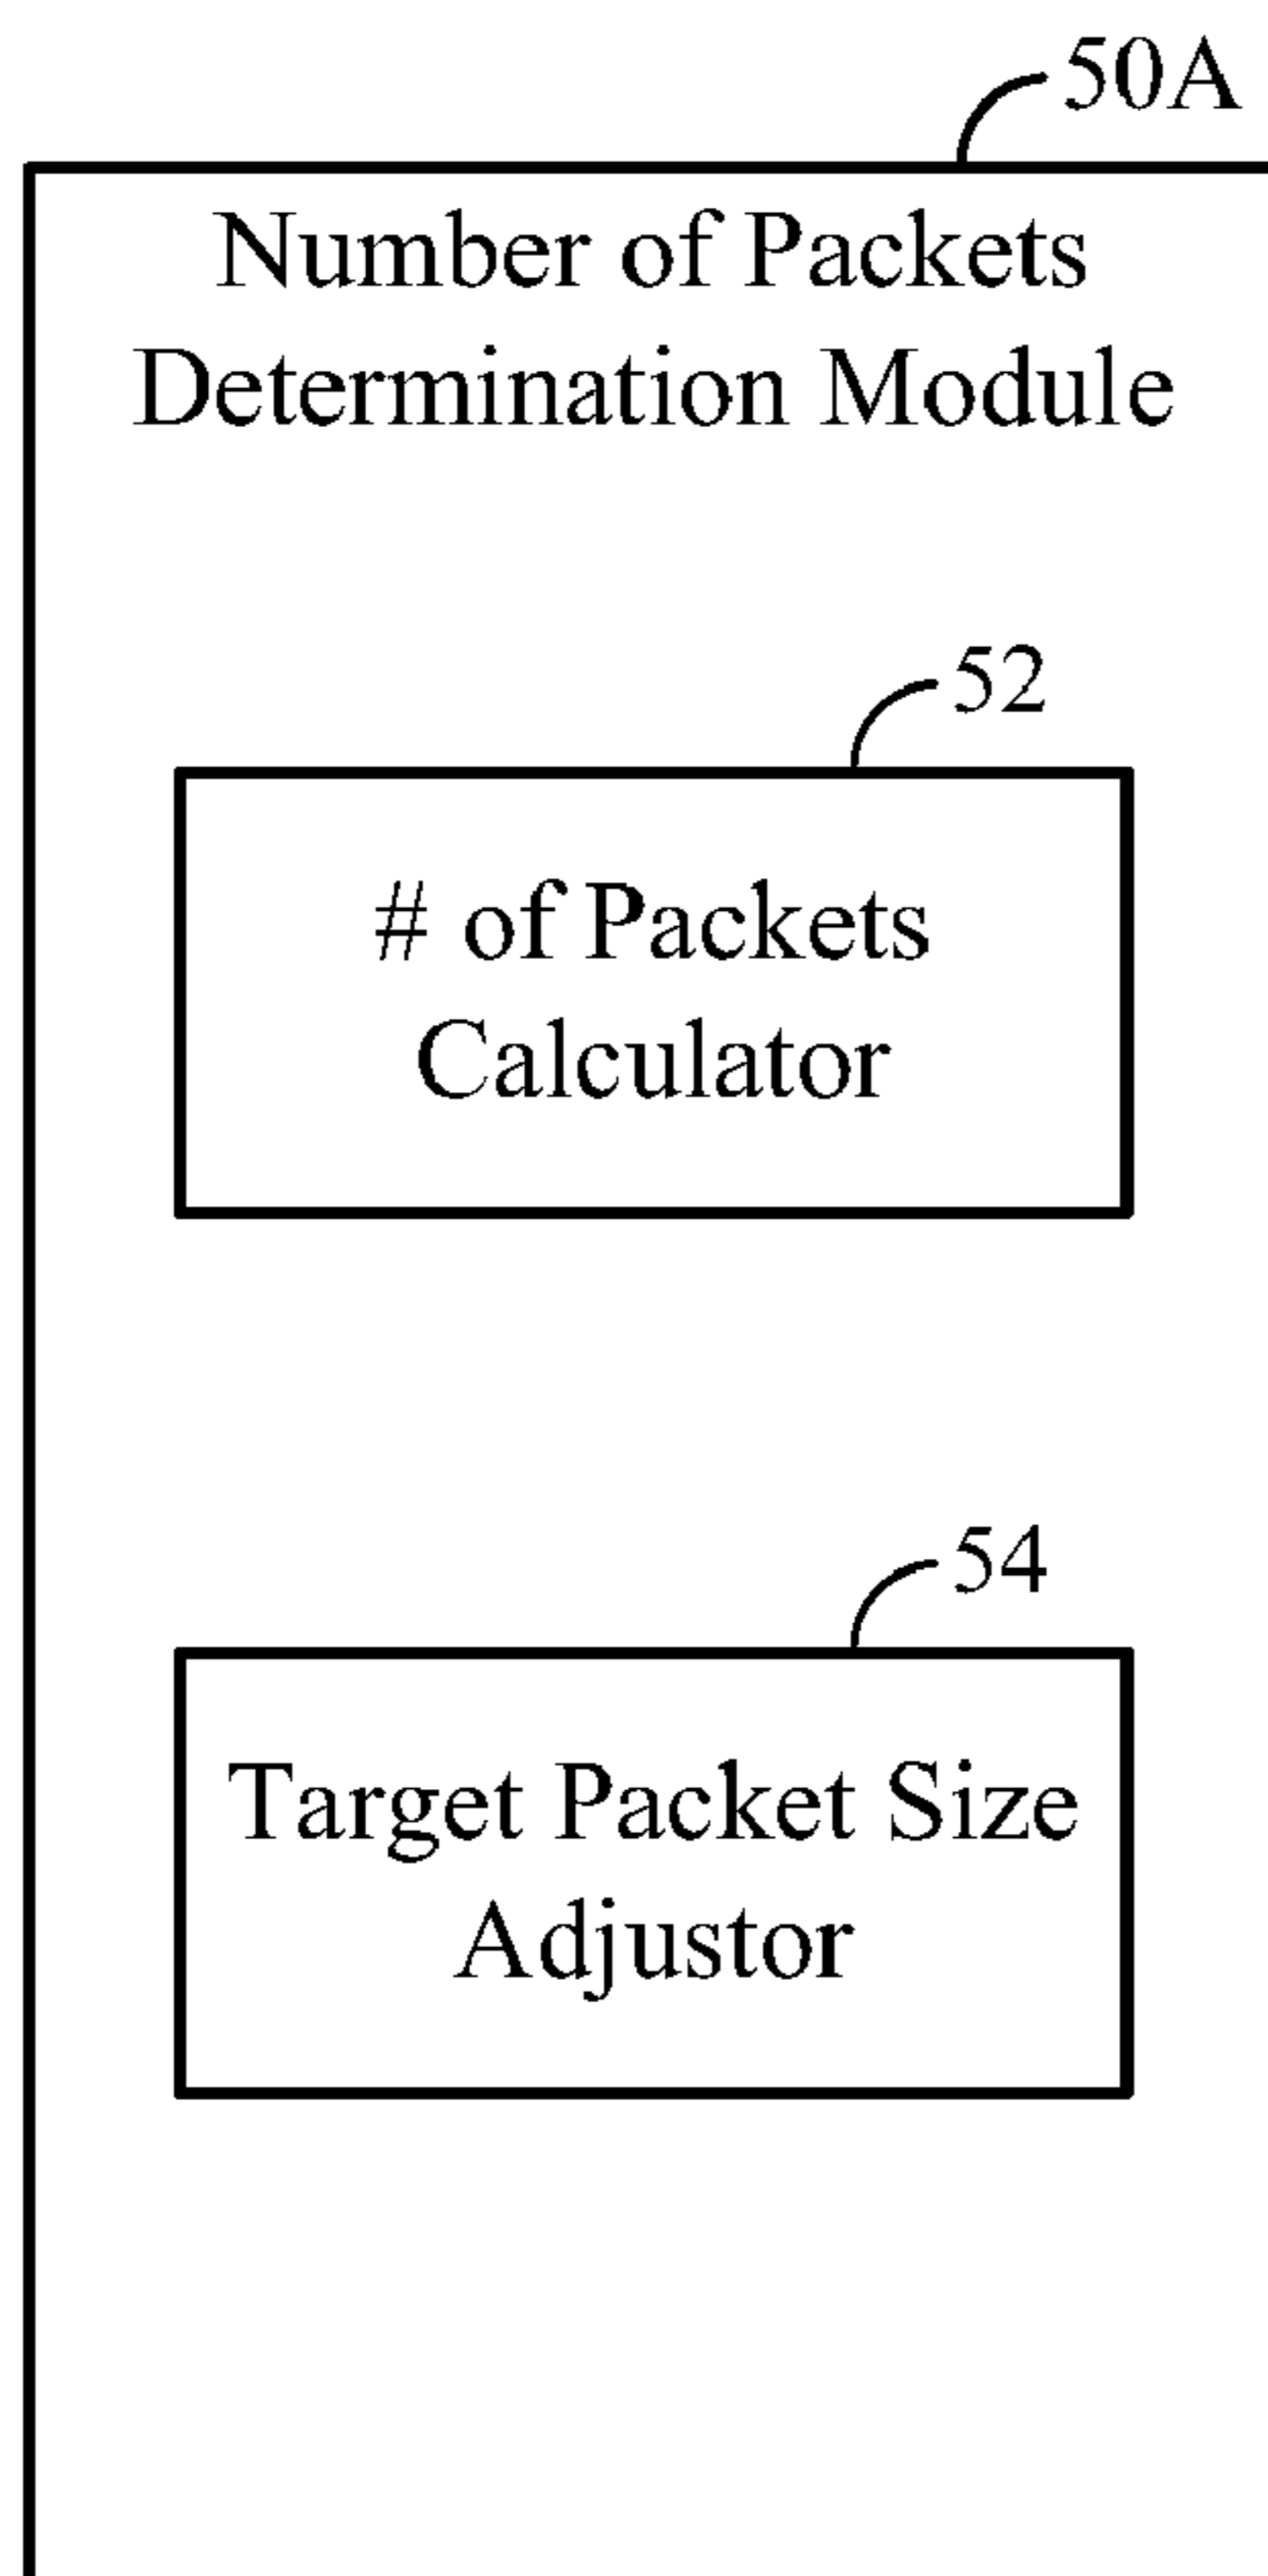 50A
Number of Packets
Determination Module
52
# of Packets
Calculator
54
Target Packet Size
Adjustor